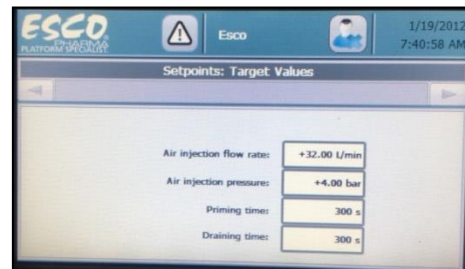 ESCO
PHARMA
PLATFORM SPECIALIST
Esco
1/19/2012
7:40:58 AM
Setpoints: Target Values
Air injection flow rate: +32.00 L/min
Air injection pressure: +4.00 bar
Priming time: 300 s
Draining time: 300 s